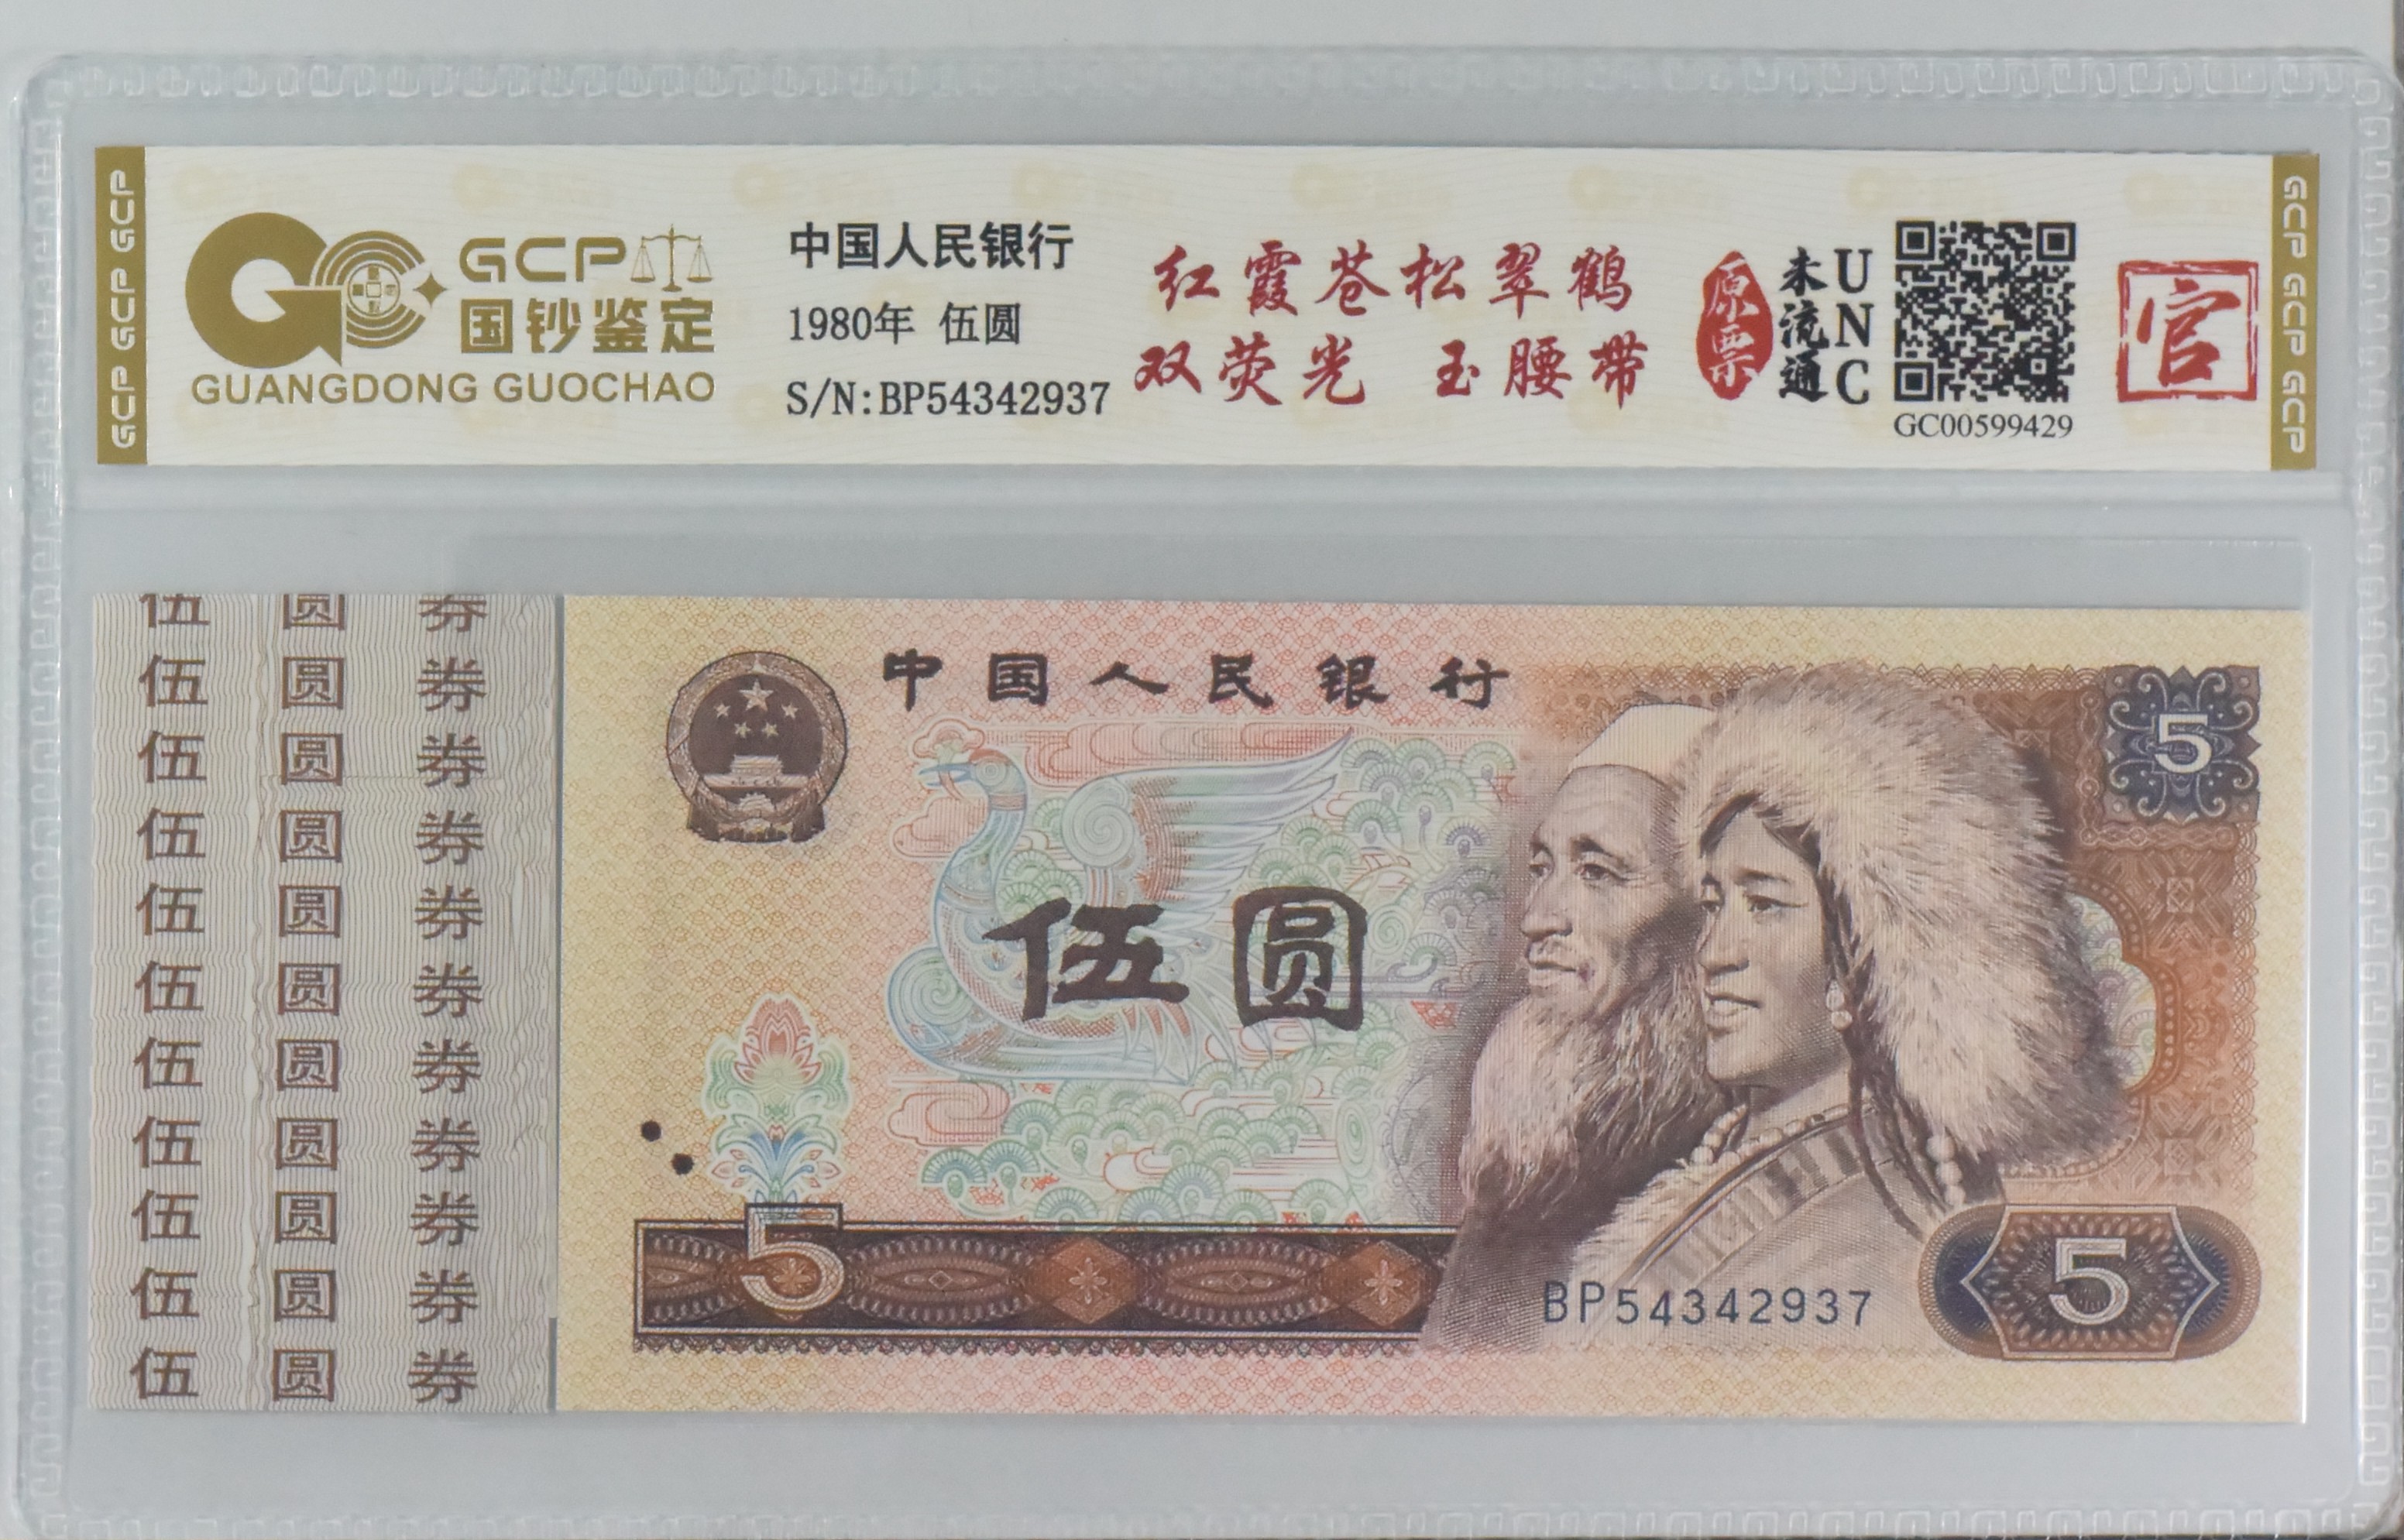 GCP GCP GCP
GCP
国钞鉴定
GUANGDONG GUOCHAO
中国人民银行
1980年 伍圆
S/N:BP54342937
红霞苍松翠鹤
双荧光 玉腰带
原票
未流通
UNC
GC00599429
官
GCP GCP GCP
伍 圆 券
伍 圆 券
伍 圆 券
伍 圆 券
伍 圆 券
伍 圆 券
伍 圆 券
伍 圆 券
伍 圆 券
伍 圆 券
伍 圆 券
中国人民银行
5
伍圆
5
BP54342937
5